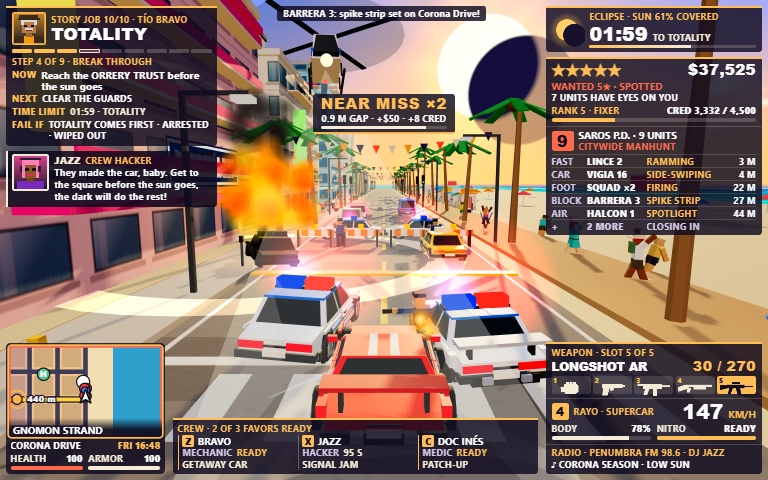 STORY JOB 10/10 · TÍO BRAVO
TOTALITY
STEP 4 OF 9 · BREAK THROUGH
NOW Reach the ORRERY TRUST before the sun goes
NEXT CLEAR THE GUARDS
TIME LIMIT 01:59 · TOTALITY
FAIL IF TOTALITY COMES FIRST · ARRESTED · WIPED OUT
JAZZ CREW HACKER
They made the car, baby. Get to
the square before the sun goes,
the dark will do the rest!
BARRERA 3: spike strip set on Corona Drive!
NEAR MISS ×2
0.9 M GAP · +$50 · +8 CRED
ECLIPSE · SUN 61% COVERED
01:59 TO TOTALITY
★★★★★ $37,525
WANTED 5★ · SPOTTED
7 UNITS HAVE EYES ON YOU
RANK 5 · FIXER CRED 3,332 / 4,500
9 SAROS P.D. · 9 UNITS
CITYWIDE MANHUNT
FAST LINCE 2 RAMMING 3 M
CAR VIGIA 16 SIDE-SWIPING 4 M
FOOT SQUAD ×2 FIRING 22 M
BLOCK BARRERA 3 SPIKE STRIP 27 M
AIR HALCON 1 SPOTLIGHT 44 M
+ 2 MORE CLOSING IN
H
440 m
GNOMON STRAND
CORONA DRIVE FRI 16:48
HEALTH 100 ARMOR 100
CREW · 2 OF 3 FAVORS READY
Z BRAVO
MECHANIC READY
GETAWAY CAR
X JAZZ
HACKER 95 S
SIGNAL JAM
C DOC INÉS
MEDIC READY
PATCH-UP
WEAPON · SLOT 5 OF 5
LONGSHOT AR 30 / 270
1 2 3 4 5
4 RAYO · SUPERCAR 147 KM/H
BODY 78% NITRO READY
RADIO · PENUMBRA FM 98.6 · DJ JAZZ
♪ CORONA SEASON · LOW SUN